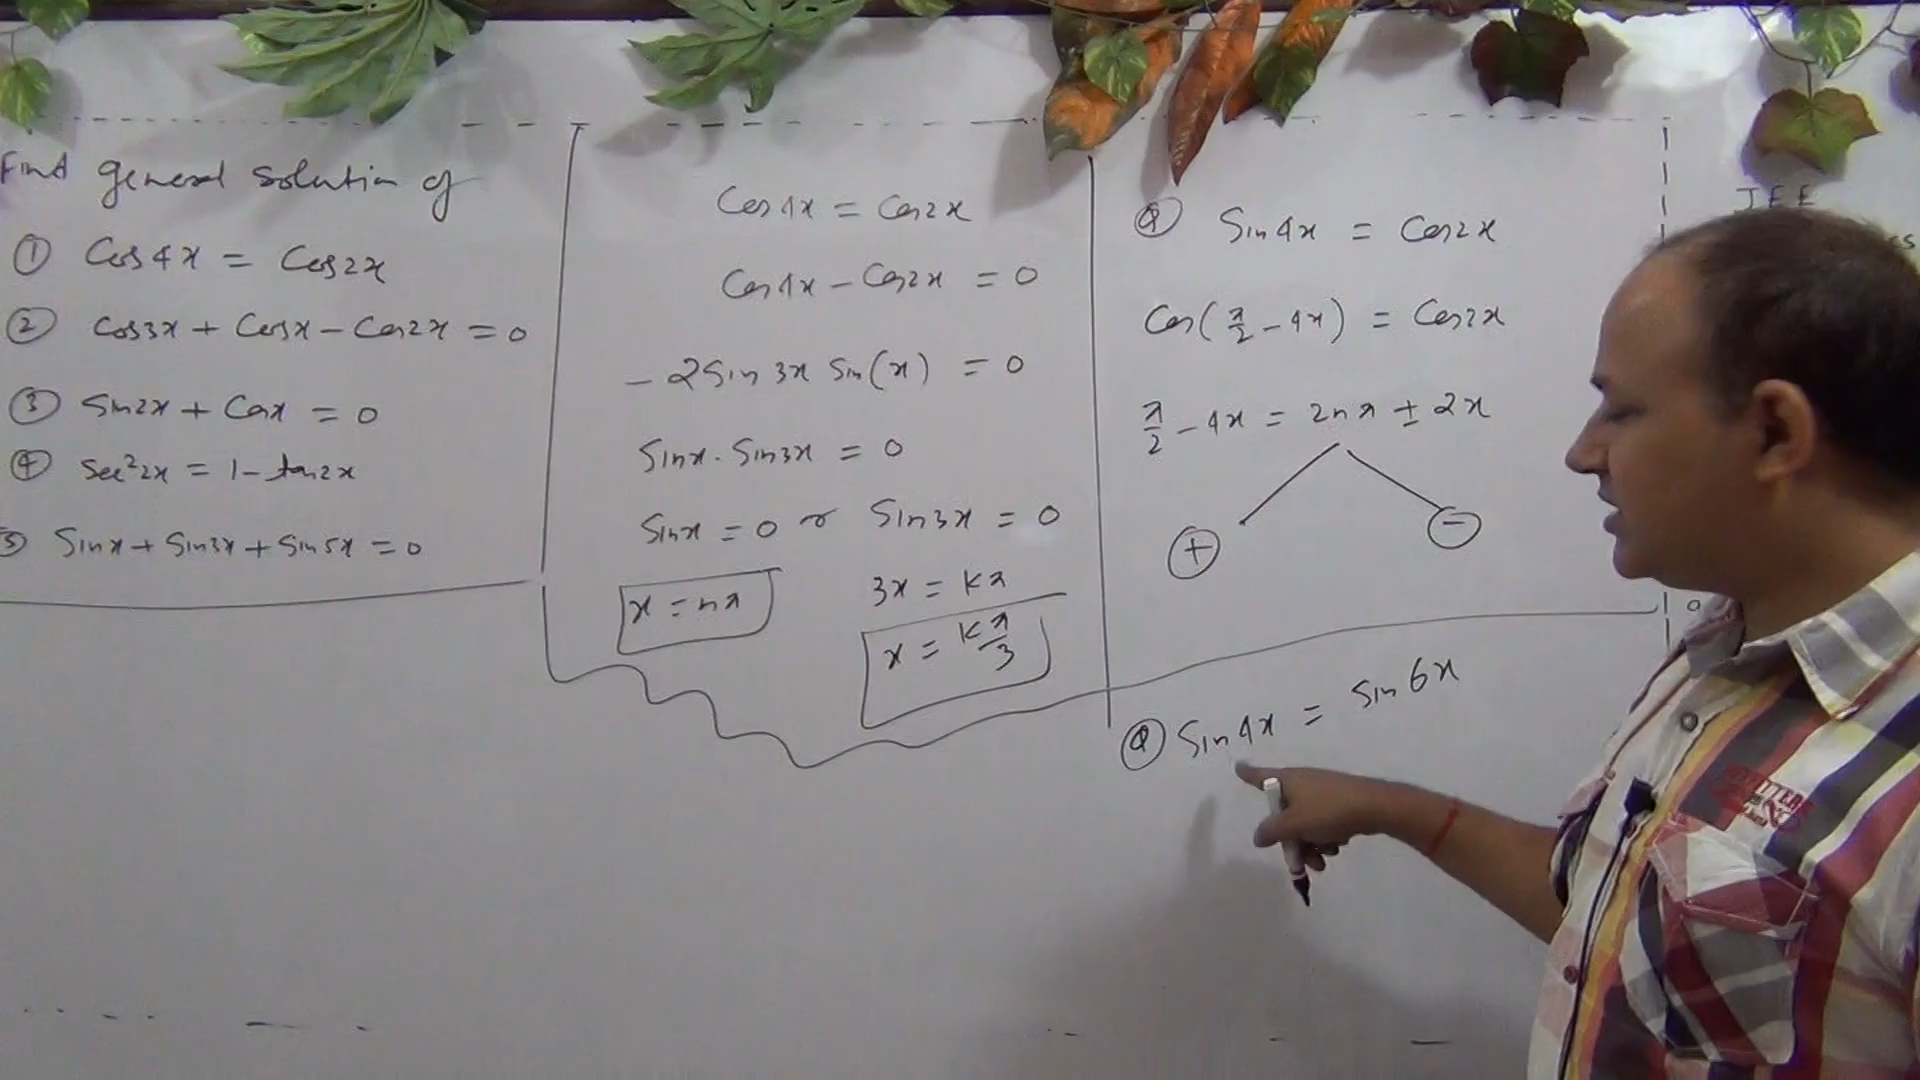 Find general solution of
① Cos4x = Cos2x
② Cos3x + Cosx - Cos2x = 0
③ Sin2x + Cosx = 0
④ Sec²2x = 1 - tan2x
⑤ Sinx + Sin3x + Sin5x = 0
Cos4x = Cos2x
Cos4x - Cos2x = 0
- 2 Sin 3x Sin(x) = 0
Sinx . Sin3x = 0
Sinx = 0 or Sin3x = 0
x = nπ
3x = Kπ
x = Kπ/3
Ⓠ Sin4x = Cos2x
Cos(π/2 - 4x) = Cos2x
π/2 - 4x = 2nπ ± 2x
⊕ ⊖
Ⓠ Sin4x = Sin6x
JEE